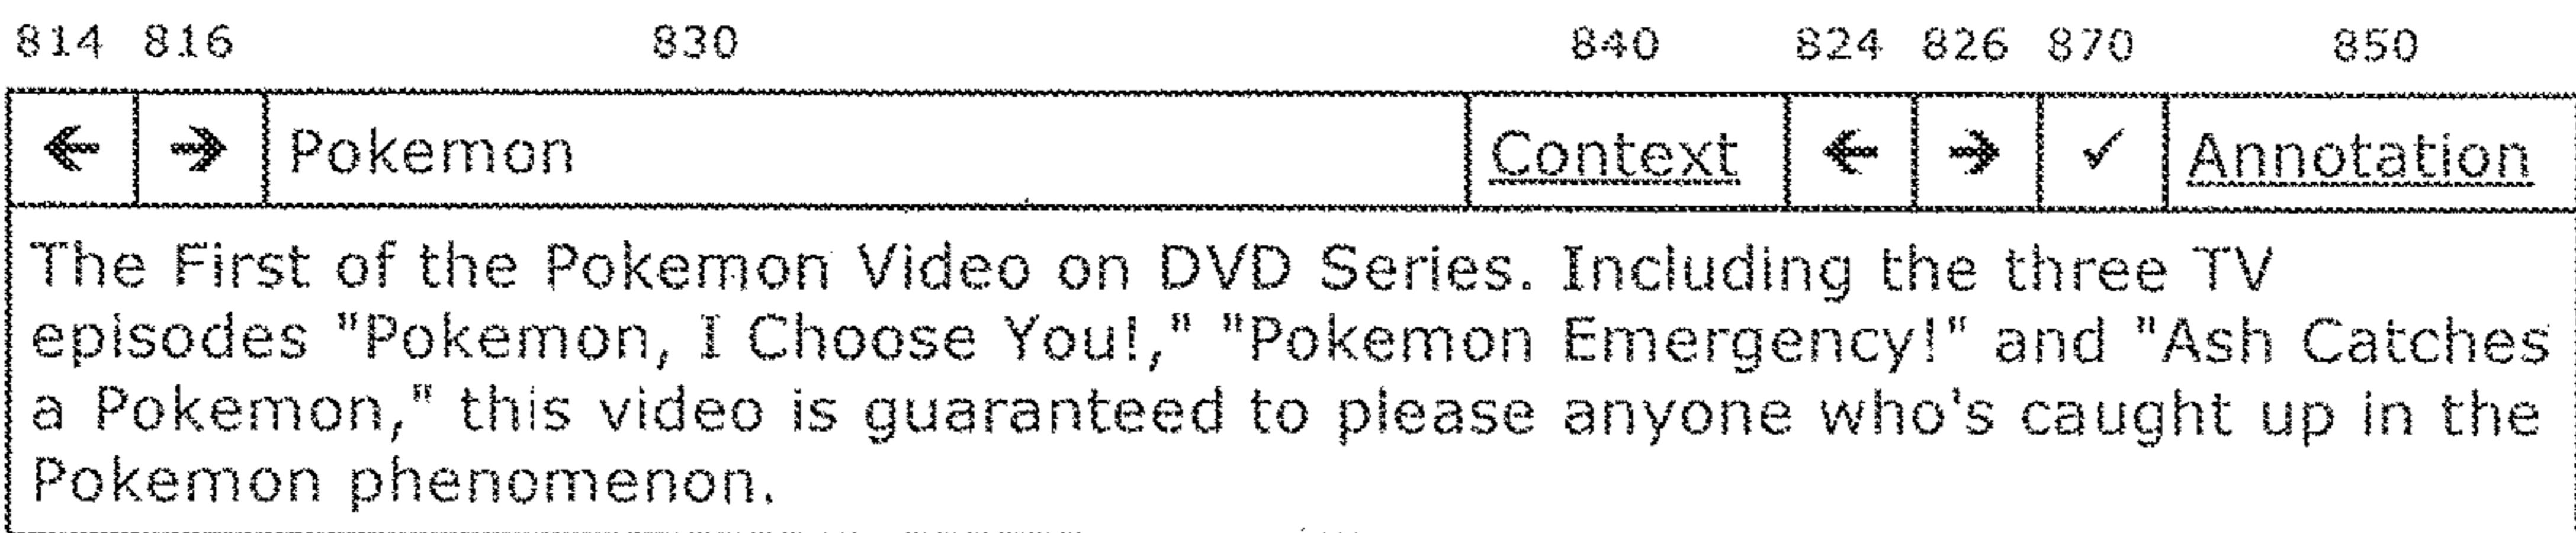 814 816 830 840 824 826 870 850
← → Pokemon Context ← → ✓ Annotation
The First of the Pokemon Video on DVD Series. Including the three TV
episodes "Pokemon, I Choose You!," "Pokemon Emergency!" and "Ash Catches
a Pokemon," this video is guaranteed to please anyone who's caught up in the
Pokemon phenomenon.